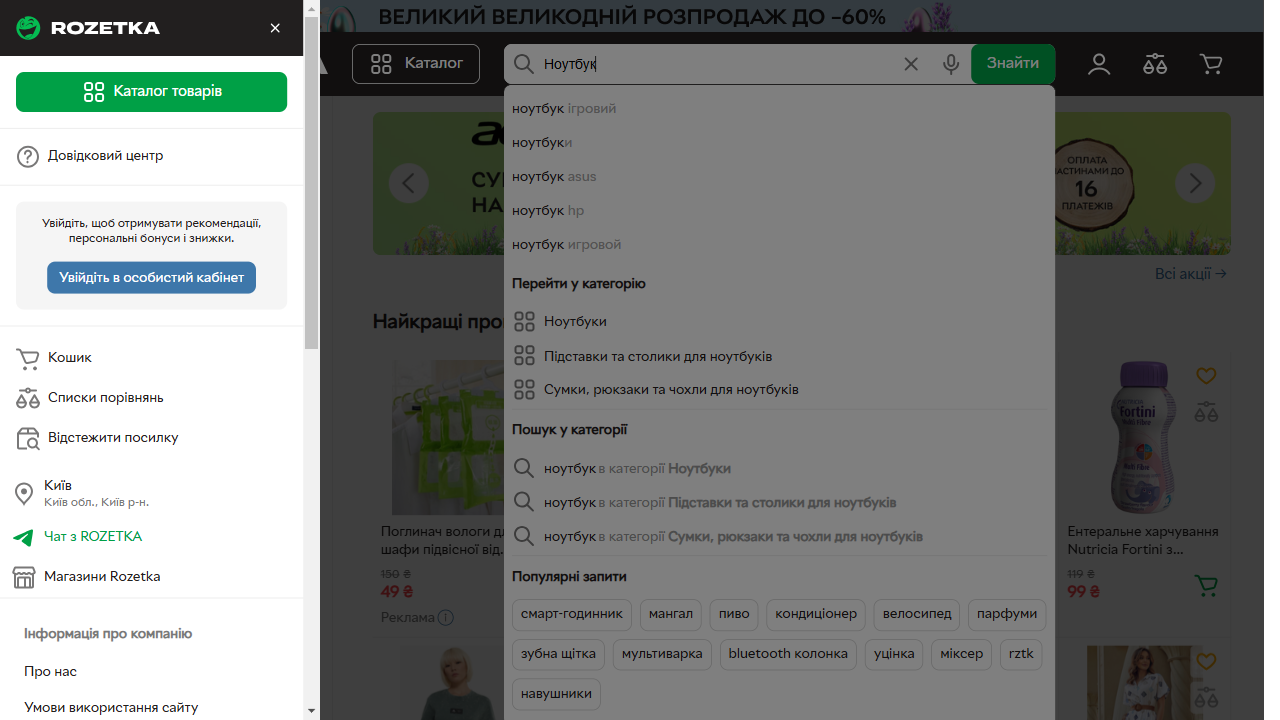 ROZETKA
Каталог товарів
Довідковий центр
Увійдіть, щоб отримувати рекомендації,
персональні бонуси і знижки.
Увійдіть в особистий кабінет
Кошик
Списки порівнянь
Відстежити посилку
Київ
Київ обл., Київ р-н.
Чат з ROZETKA
Магазини Rozetka
Інформація про компанію
Про нас
Умови використання сайту
ВЕЛИКИЙ ВЕЛИКОДНІЙ РОЗПРОДАЖ ДО −60%
Каталог
Ноутбук
Знайти
ноутбук ігровий
ноутбуки
ноутбук asus
ноутбук hp
ноутбук игровой
Перейти у категорію
Ноутбуки
Підставки та столики для ноутбуків
Сумки, рюкзаки та чохли для ноутбуків
Пошук у категорії
ноутбук в категорії Ноутбуки
ноутбук в категорії Підставки та столики для ноутбуків
ноутбук в категорії Сумки, рюкзаки та чохли для ноутбуків
Популярні запити
смарт-годинник
мангал
пиво
кондиціонер
велосипед
парфуми
зубна щітка
мультиварка
bluetooth колонка
уцінка
міксер
rztk
навушники
ОПЛАТА
ЧАСТИНАМИ ДО
16
ПЛАТЕЖІВ
Всі акції
Найкращі про
Поглинач вологи дл
шафи підвісної від
150 ₴
49 ₴
Реклама
Fortini
Multi Fibre
Ентеральне харчування
Nutricia Fortini з...
119 ₴
99 ₴